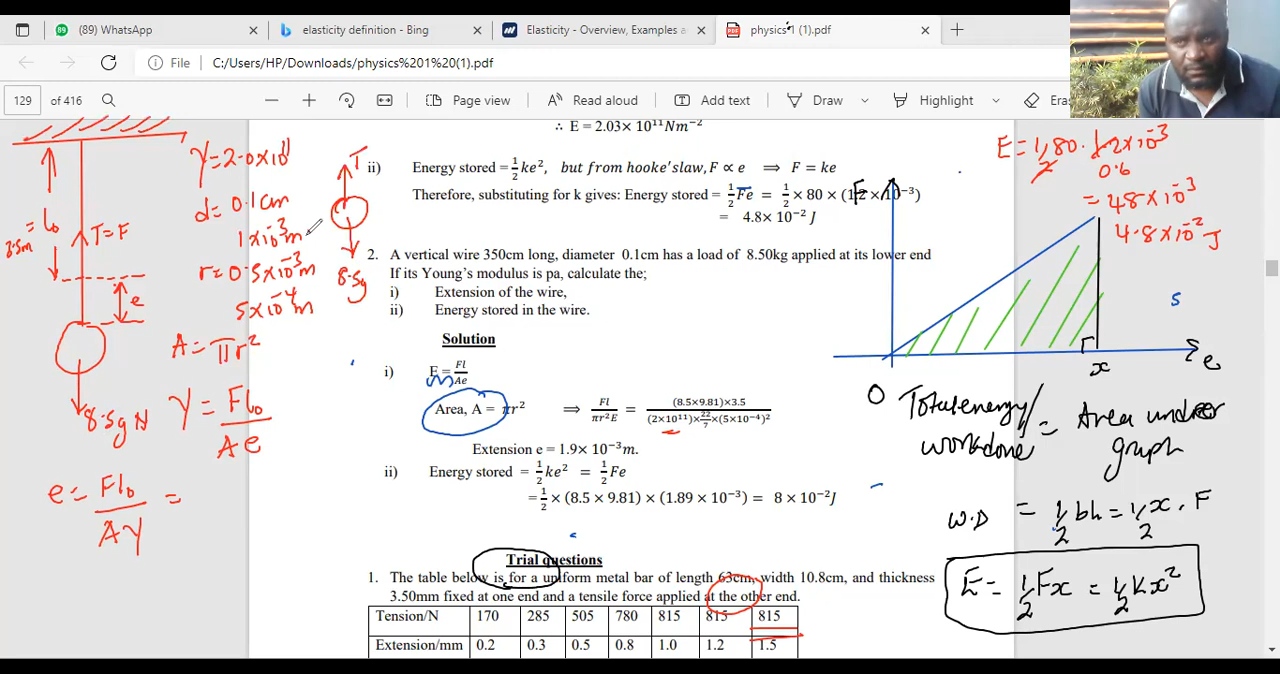 (89) WhatsApp
elasticity definition - Bing
Elasticity - Overview, Examples a
physics 1 (1).pdf
File
C:/Users/HP/Downloads/physics%201%20(1).pdf
129 of 416
Page view
Read aloud
Add text
Draw
Highlight
Eras
∴ E = 2.03× 10¹¹Nm⁻²
ii) Energy stored = ½ke², but from hooke'slaw, F ∝ e ⟹ F = ke
Therefore, substituting for k gives: Energy stored = ½Fe = ½ × 80 × (1.2 × 10⁻³)
= 4.8× 10⁻² J
2. A vertical wire 350cm long, diameter 0.1cm has a load of 8.50kg applied at its lower end
If its Young's modulus is pa, calculate the;
i) Extension of the wire,
ii) Energy stored in the wire.
Solution
i) E = Fl/Ae
Area, A = πr² ⟹ Fl/πr²E = (8.5×9.81)×3.5/(2×10¹¹)×22/7×(5×10⁻⁴)²
Extension e = 1.9× 10⁻³m.
ii) Energy stored = ½ke² = ½Fe
= ½ × (8.5 × 9.81) × (1.89 × 10⁻³) = 8 × 10⁻²J
Trial questions
1. The table below is for a uniform metal bar of length 63cm, width 10.8cm, and thickness
3.50mm fixed at one end and a tensile force applied at the other end.
Tension/N 170 285 505 780 815 815 815
Extension/mm 0.2 0.3 0.5 0.8 1.0 1.2 1.5
= l₀
3.5m
T=F
e
8.5g N
γ = 2.0×10¹¹
d = 0.1cm
1×10⁻³m
r = 0.5×10⁻³m
5×10⁻⁴m
A = πr²
γ = Fl₀/Ae
e = Fl₀/Aγ =
T
8.5g
E = ½.80.1.2×10⁻³
0.6
= 48×10⁻³
4.8×10⁻²J
F
S
x
e
O
Total energy/
workdone = Area under
graph
W.D = ½bh = ½x.F
E = ½Fx = ½kx²